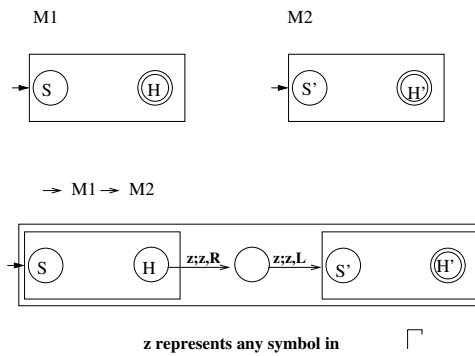 M1 M2
S H S' H'
M1 M2
z;z,R z;z,L
S H S' H'
z represents any symbol in Γ